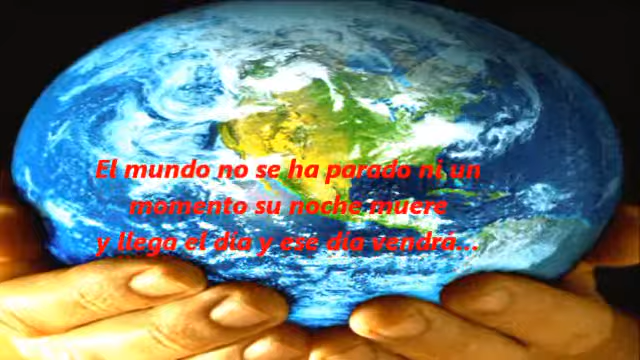 El mundo no se ha parado ni un
momento su noche muere
y llega el día y ese día vendrá...